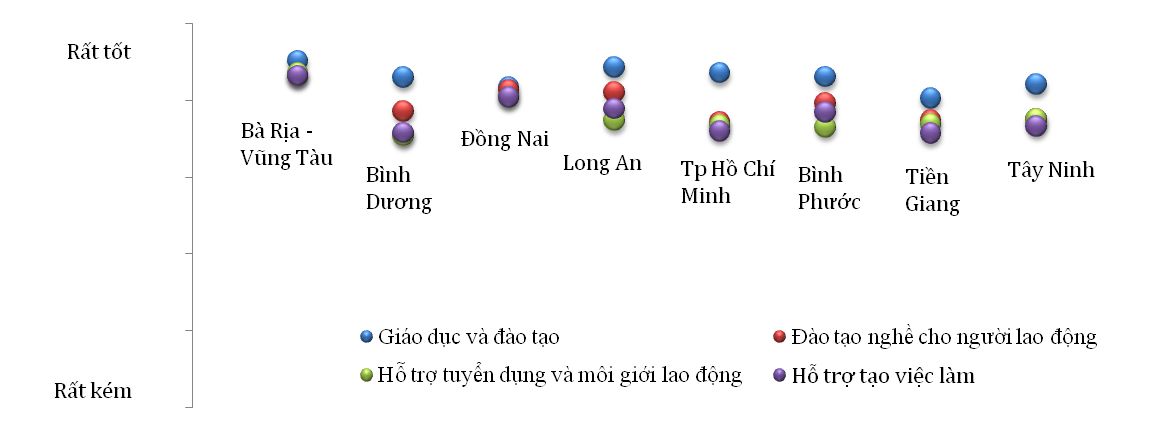 Rất tốt
Bà Rịa -
Vũng Tàu
Bình
Dương
Đồng Nai
Long An
Tp Hồ Chí
Minh
Bình
Phước
Tiền
Giang
Tây Ninh
Giáo dục và đào tạo
Đào tạo nghề cho người lao động
Hỗ trợ tuyển dụng và môi giới lao động
Hỗ trợ tạo việc làm
Rất kém